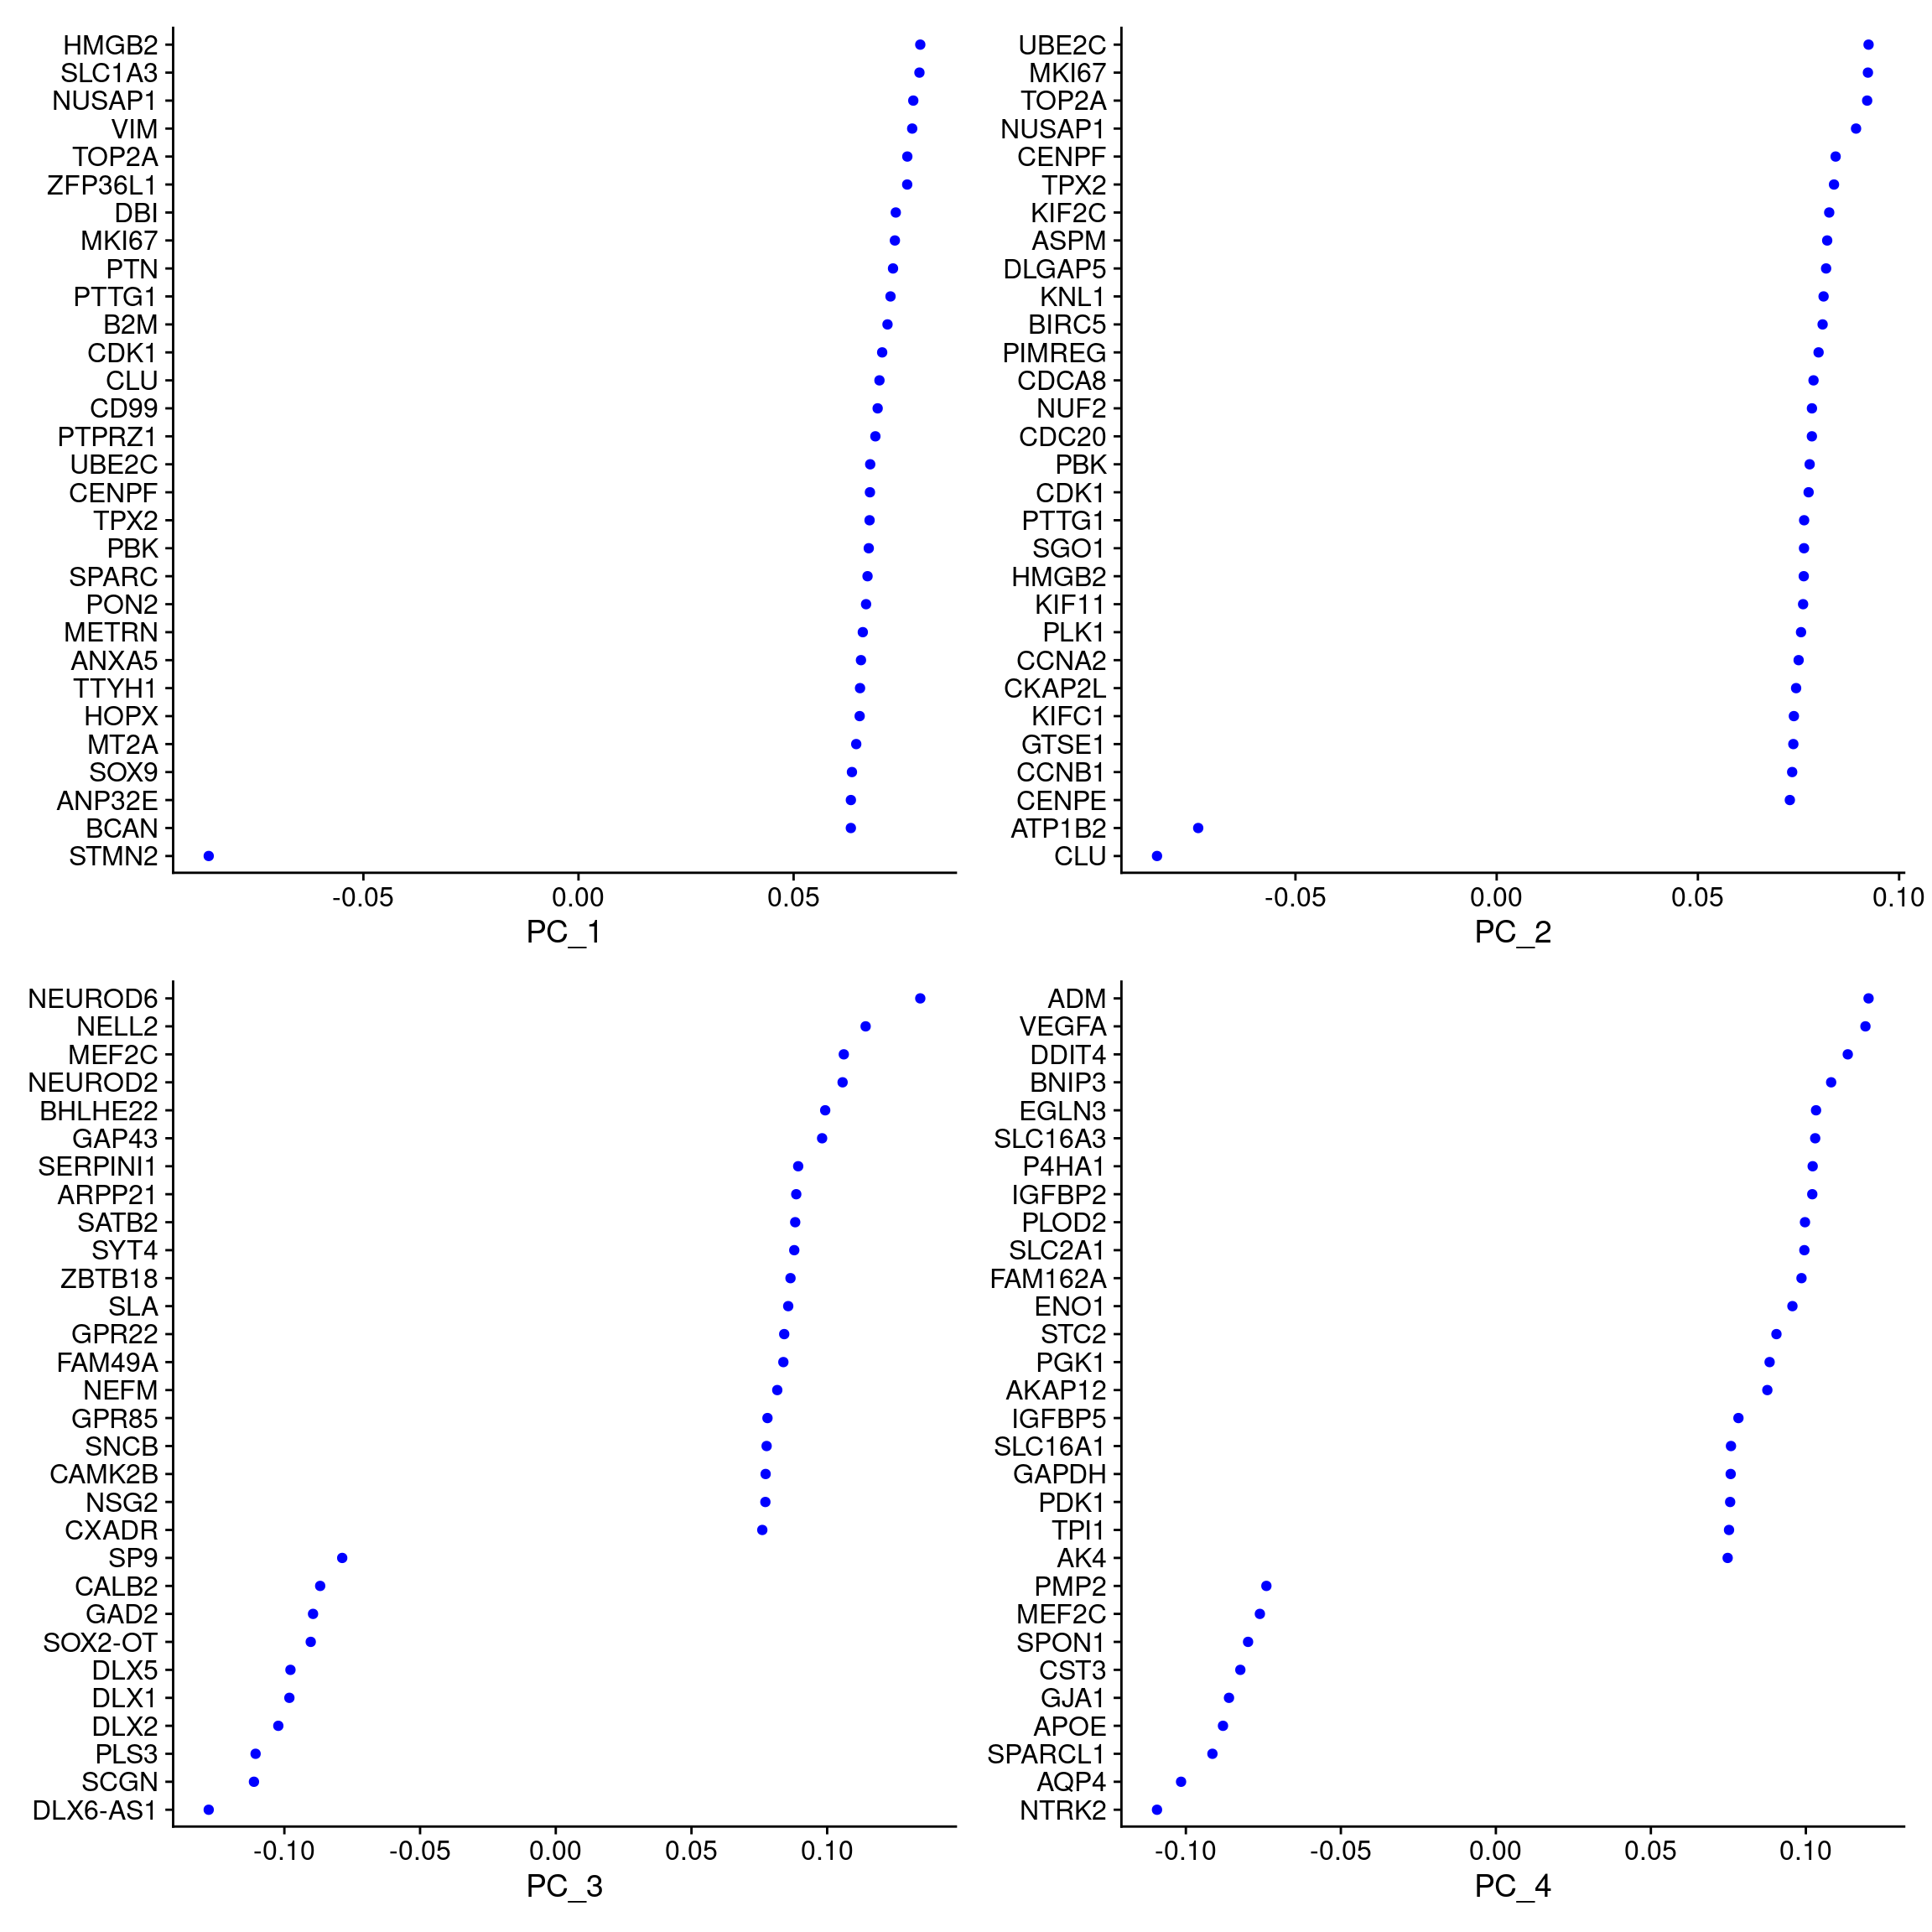 HMGB2
SLC1A3
NUSAP1
VIM
TOP2A
ZFP36L1
DBI
MKI67
PTN
PTTG1
B2M
CDK1
CLU
CD99
PTPRZ1
UBE2C
CENPF
TPX2
PBK
SPARC
PON2
METRN
ANXA5
TTYH1
HOPX
MT2A
SOX9
ANP32E
BCAN
STMN2
-0.05 0.00 0.05
PC_1
UBE2C
MKI67
TOP2A
NUSAP1
CENPF
TPX2
KIF2C
ASPM
DLGAP5
KNL1
BIRC5
PIMREG
CDCA8
NUF2
CDC20
PBK
CDK1
PTTG1
SGO1
HMGB2
KIF11
PLK1
CCNA2
CKAP2L
KIFC1
GTSE1
CCNB1
CENPE
ATP1B2
CLU
-0.05 0.00 0.05 0.10
PC_2
NEUROD6
NELL2
MEF2C
NEUROD2
BHLHE22
GAP43
SERPINI1
ARPP21
SATB2
SYT4
ZBTB18
SLA
GPR22
FAM49A
NEFM
GPR85
SNCB
CAMK2B
NSG2
CXADR
SP9
CALB2
GAD2
SOX2-OT
DLX5
DLX1
DLX2
PLS3
SCGN
DLX6-AS1
-0.10 -0.05 0.00 0.05 0.10
PC_3
ADM
VEGFA
DDIT4
BNIP3
EGLN3
SLC16A3
P4HA1
IGFBP2
PLOD2
SLC2A1
FAM162A
ENO1
STC2
PGK1
AKAP12
IGFBP5
SLC16A1
GAPDH
PDK1
TPI1
AK4
PMP2
MEF2C
SPON1
CST3
GJA1
APOE
SPARCL1
AQP4
NTRK2
-0.10 -0.05 0.00 0.05 0.10
PC_4